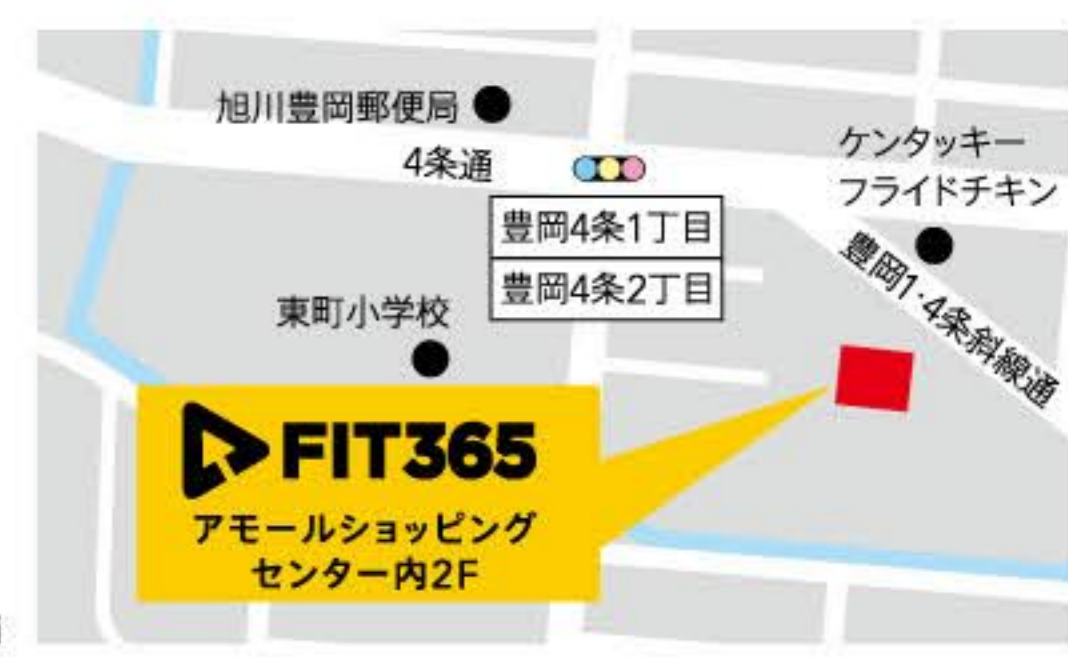 旭川豊岡郵便局
4条通
ケンタッキー
フライドチキン
豊岡4条1丁目
豊岡4条2丁目
豊岡1·4条斜線通
東町小学校
FIT365
アモールショッピング
センター内2F